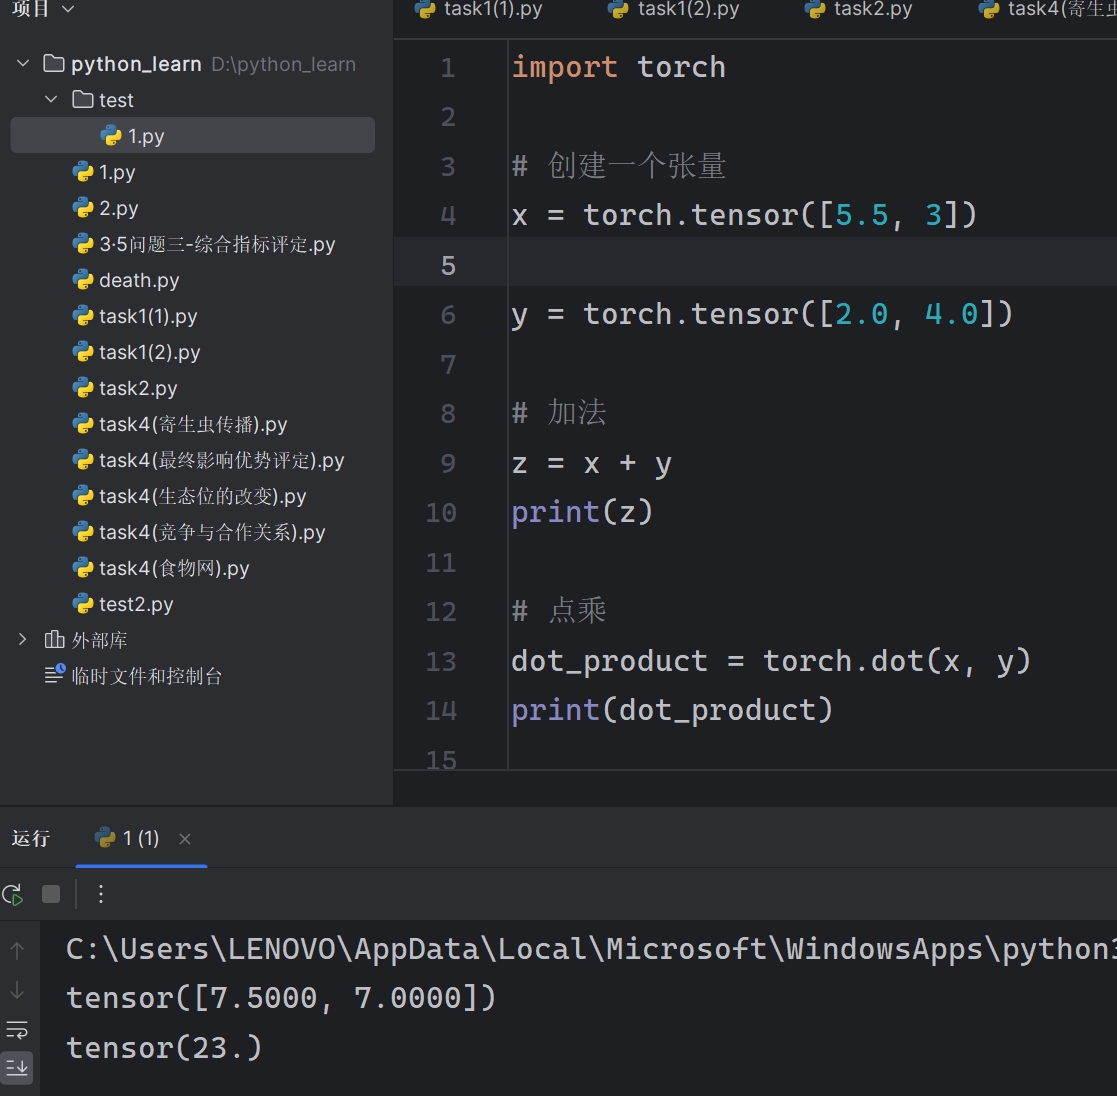 项目
python_learn D:\python_learn
test
1.py
1.py
2.py
3·5问题三-综合指标评定.py
death.py
task1(1).py
task1(2).py
task2.py
task4(寄生虫传播).py
task4(最终影响优势评定).py
task4(生态位的改变).py
task4(竞争与合作关系).py
task4(食物网).py
test2.py
外部库
临时文件和控制台
task1(1).py task1(2).py task2.py task4(寄生虫
1 import torch
2
3 # 创建一个张量
4 x = torch.tensor([5.5, 3])
5
6 y = torch.tensor([2.0, 4.0])
7
8 # 加法
9 z = x + y
10 print(z)
11
12 # 点乘
13 dot_product = torch.dot(x, y)
14 print(dot_product)
15
运行 1 (1)
C:\Users\LENOVO\AppData\Local\Microsoft\WindowsApps\python3
tensor([7.5000, 7.0000])
tensor(23.)